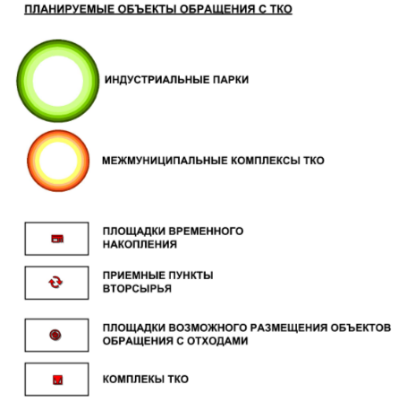 ПЛАНИРУЕМЫЕ ОБЪЕКТЫ ОБРАЩЕНИЯ С ТКО
ИНДУСТРИАЛЬНЫЕ ПАРКИ
МЕЖМУНИЦИПАЛЬНЫЕ КОМПЛЕКСЫ ТКО
ПЛОЩАДКИ ВРЕМЕННОГО
НАКОПЛЕНИЯ
ПРИЕМНЫЕ ПУНКТЫ
ВТОРСЫРЬЯ
ПЛОЩАДКИ ВОЗМОЖНОГО РАЗМЕЩЕНИЯ ОБЪЕКТОВ
ОБРАЩЕНИЯ С ОТХОДАМИ
КОМПЛЕКЫ ТКО